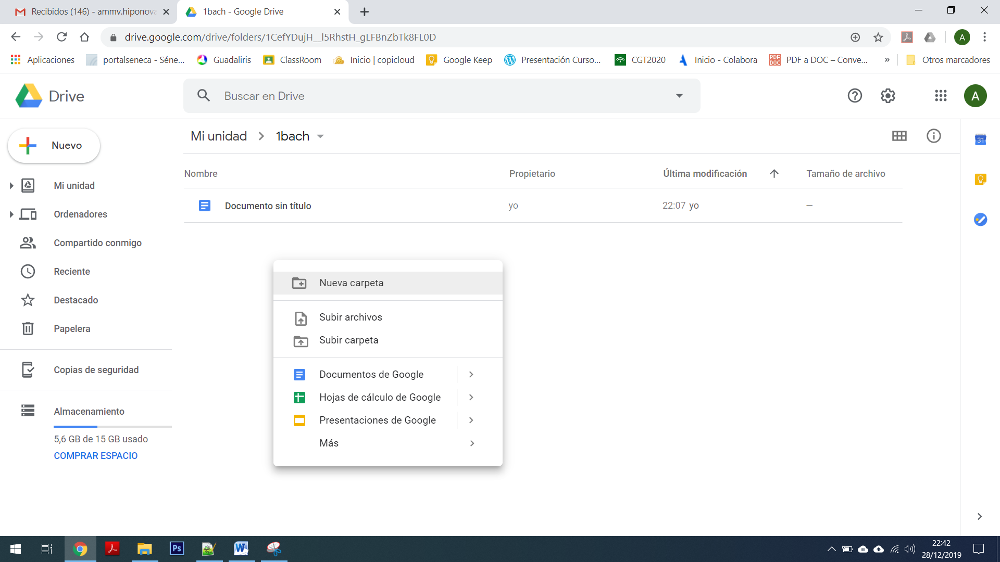 Recibidos (146) - ammv.hiponova
1bach - Google Drive
drive.google.com/drive/folders/1CefYDujH__l5RhstH_gLFBnZbTk8FL0D
A
Aplicaciones
portalseneca - Séne...
Guadaliris
ClassRoom
Inicio | copicloud
Google Keep
Presentación Curso...
CGT2020
Inicio - Colabora
PDF DOC
PDF a DOC – Conve...
»
Otros marcadores
Drive
Buscar en Drive
A
Nuevo
Mi unidad
1bach
31
Nombre
Propietario
Última modificación
Tamaño de archivo
Documento sin título
yo
22:07 yo
—
Mi unidad
Ordenadores
Compartido conmigo
Reciente
Destacado
Papelera
Copias de seguridad
Almacenamiento
5,6 GB de 15 GB usado
COMPRAR ESPACIO
Nueva carpeta
Subir archivos
Subir carpeta
Documentos de Google
Hojas de cálculo de Google
Presentaciones de Google
Más
Ps
W
22:42
28/12/2019